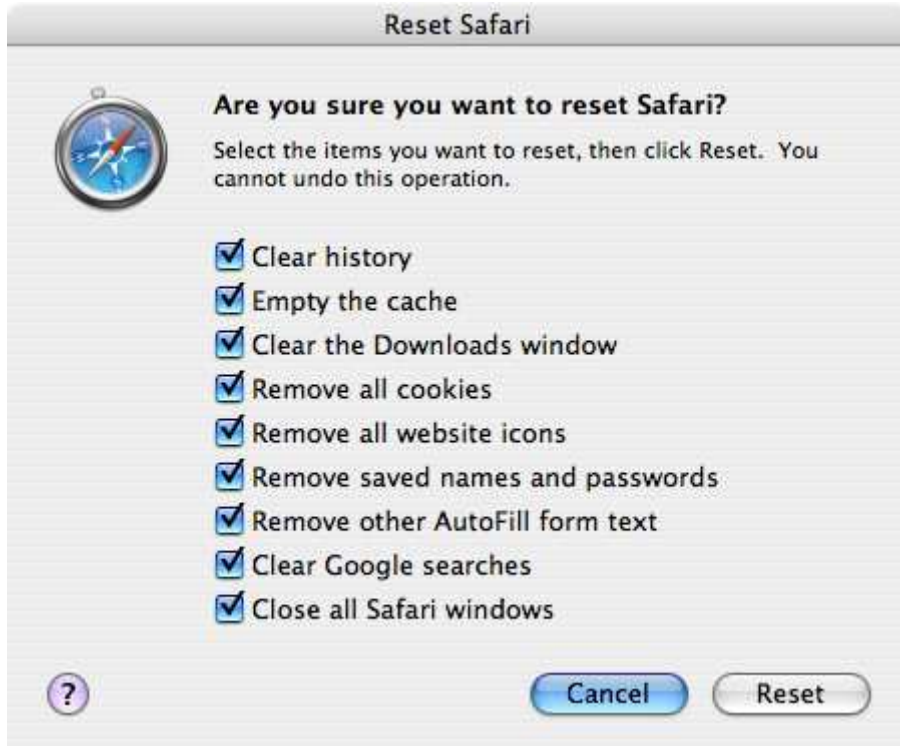 Reset Safari
Are you sure you want to reset Safari?
Select the items you want to reset, then click Reset. You
cannot undo this operation.
Clear history
Empty the cache
Clear the Downloads window
Remove all cookies
Remove all website icons
Remove saved names and passwords
Remove other AutoFill form text
Clear Google searches
Close all Safari windows
?
Cancel
Reset